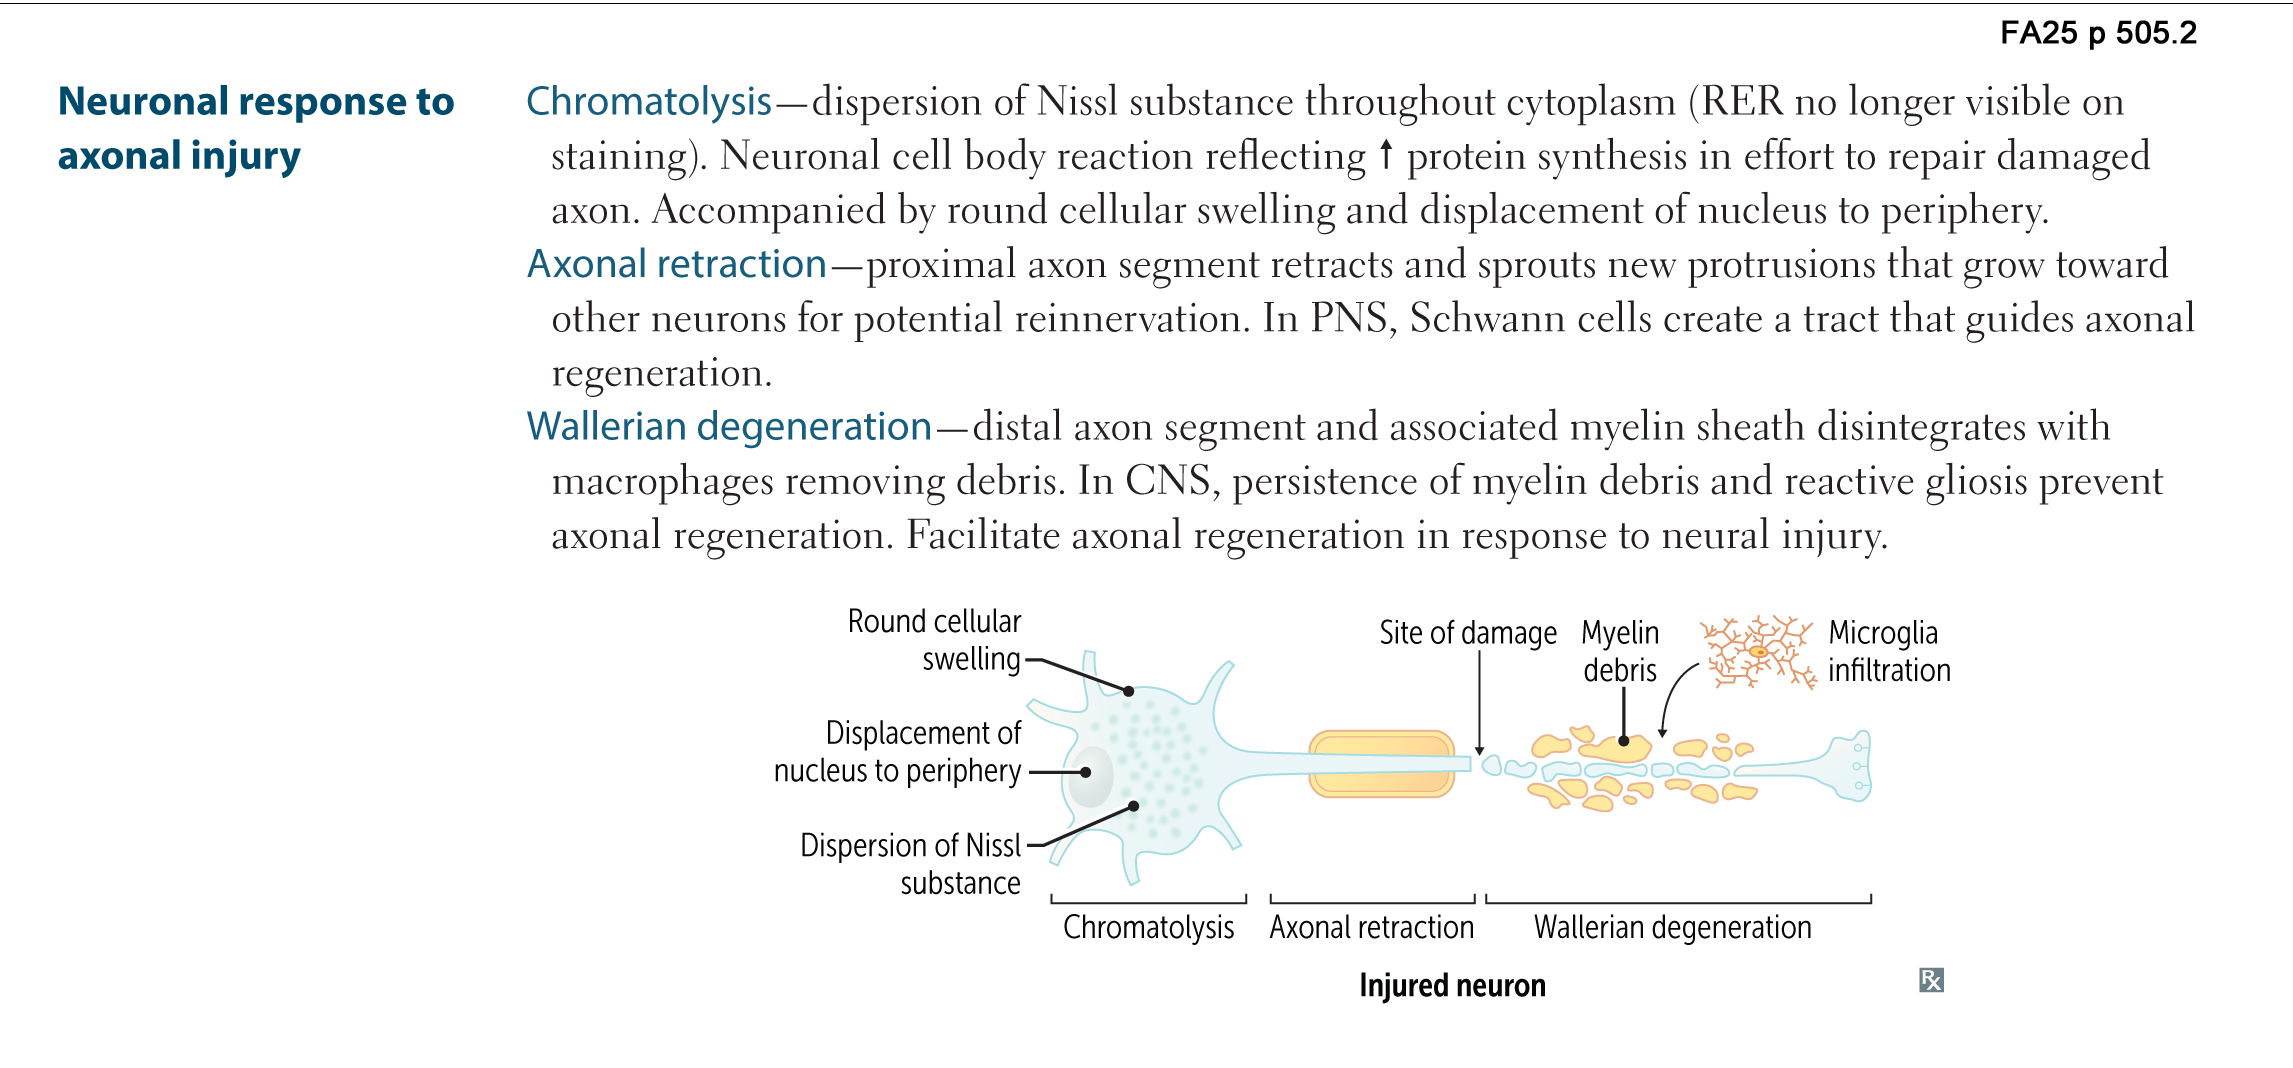 FA25 p 505.2
Neuronal response to
axonal injury
Chromatolysis—dispersion of Nissl substance throughout cytoplasm (RER no longer visible on
staining). Neuronal cell body reaction reflecting ↑ protein synthesis in effort to repair damaged
axon. Accompanied by round cellular swelling and displacement of nucleus to periphery.
Axonal retraction—proximal axon segment retracts and sprouts new protrusions that grow toward
other neurons for potential reinnervation. In PNS, Schwann cells create a tract that guides axonal
regeneration.
Wallerian degeneration—distal axon segment and associated myelin sheath disintegrates with
macrophages removing debris. In CNS, persistence of myelin debris and reactive gliosis prevent
axonal regeneration. Facilitate axonal regeneration in response to neural injury.
Round cellular
swelling
Displacement of
nucleus to periphery
Dispersion of Nissl
substance
Site of damage
Myelin
debris
Microglia
infiltration
Chromatolysis
Axonal retraction
Wallerian degeneration
Injured neuron
Rx